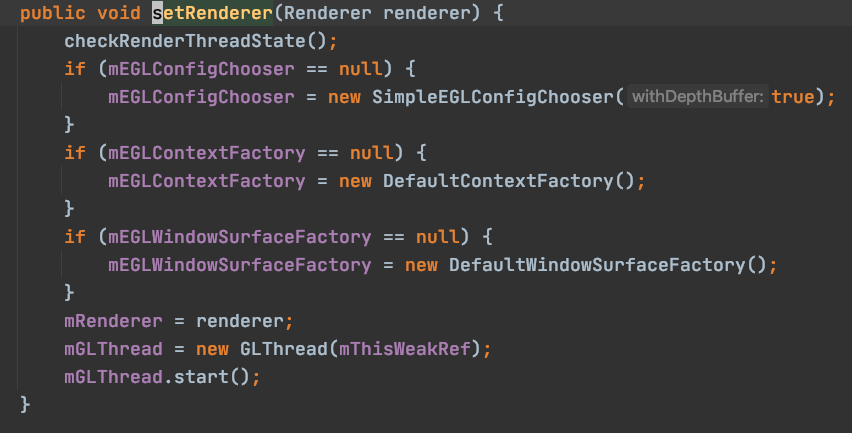 public void setRenderer(Renderer renderer) {
    checkRenderThreadState();
    if (mEGLConfigChooser == null) {
        mEGLConfigChooser = new SimpleEGLConfigChooser( withDepthBuffer: true);
    }
    if (mEGLContextFactory == null) {
        mEGLContextFactory = new DefaultContextFactory();
    }
    if (mEGLWindowSurfaceFactory == null) {
        mEGLWindowSurfaceFactory = new DefaultWindowSurfaceFactory();
    }
    mRenderer = renderer;
    mGLThread = new GLThread(mThisWeakRef);
    mGLThread.start();
}